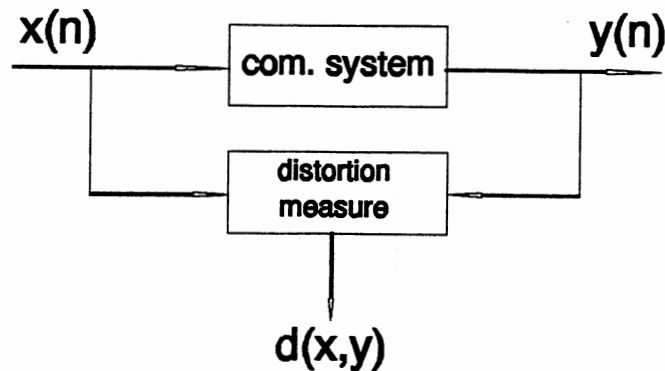 x(n)
com. system
y(n)
distortion
measure
d(x,y)